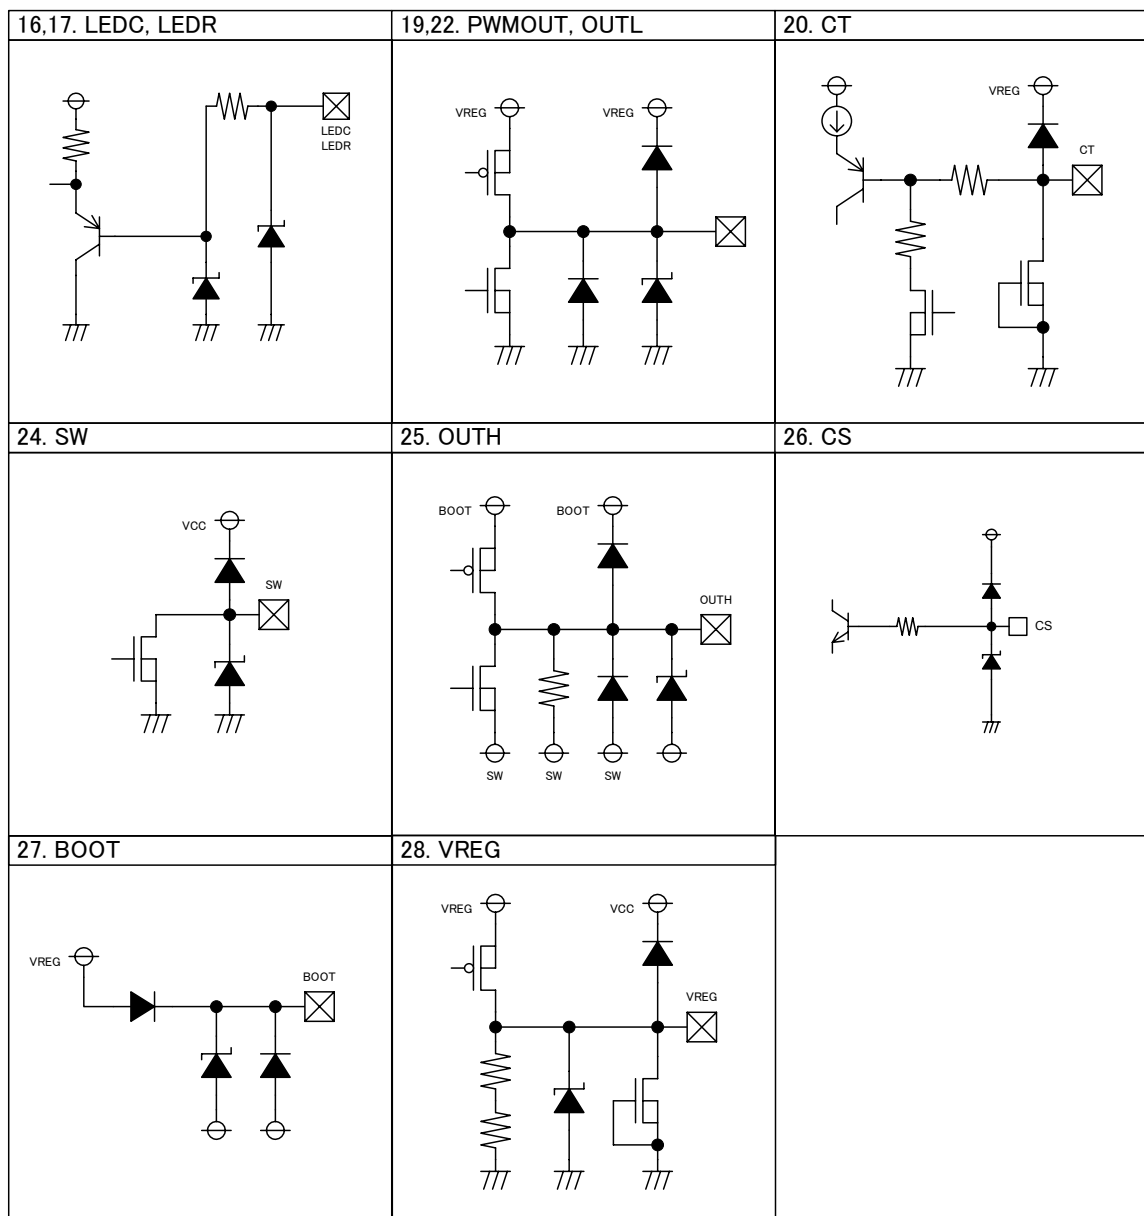 16,17. LEDC, LEDR
19,22. PWMOUT, OUTL
20. CT
LEDC
LEDR
VREG
VREG
VREG
CT
24. SW
25. OUTH
26. CS
VCC
SW
BOOT
BOOT
OUTH
SW
SW
SW
CS
27. BOOT
28. VREG
VREG
BOOT
VREG
VCC
VREG